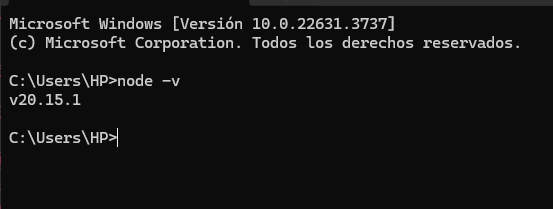 Microsoft Windows [Versión 10.0.22631.3737]
(c) Microsoft Corporation. Todos los derechos reservados.
C:\Users\HP>node -v
v20.15.1
C:\Users\HP>